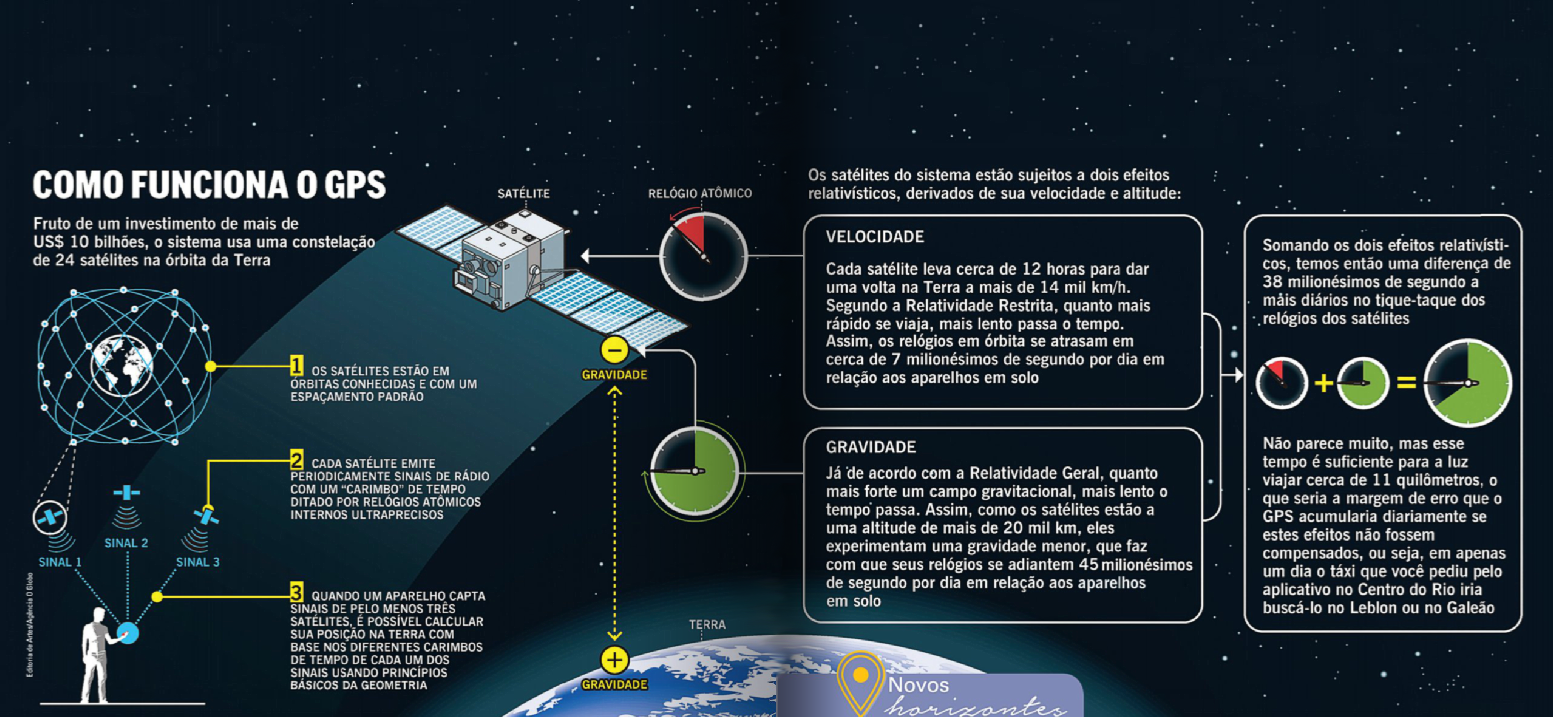 COMO FUNCIONA O GPS
Fruto de um investimento de mais de
US$ 10 bilhões, o sistema usa uma constelação
de 24 satélites na órbita da Terra
1 OS SATÉLITES ESTÃO EM
ÓRBITAS CONHECIDAS E COM UM
ESPAÇAMENTO PADRÃO
2 CADA SATÉLITE EMITE
PERIODICAMENTE SINAIS DE RÁDIO
COM UM “CARIMBO” DE TEMPO
DITADO POR RELÓGIOS ATÔMICOS
INTERNOS ULTRAPRECISOS
SINAL 1
SINAL 2
SINAL 3
3 QUANDO UM APARELHO CAPTA
SINAIS DE PELO MENOS TRÊS
SATÉLITES, É POSSÍVEL CALCULAR
SUA POSIÇÃO NA TERRA COM
BASE NOS DIFERENTES CARIMBOS
DE TEMPO DE CADA UM DOS
SINAIS USANDO PRINCÍPIOS
BÁSICOS DA GEOMETRIA
Editoria de Artes/Agência O Globo
SATÉLITE
RELÓGIO ATÔMICO
−
GRAVIDADE
TERRA
+
GRAVIDADE
Os satélites do sistema estão sujeitos a dois efeitos
relativísticos, derivados de sua velocidade e altitude:
VELOCIDADE
Cada satélite leva cerca de 12 horas para dar
uma volta na Terra a mais de 14 mil km/h.
Segundo a Relatividade Restrita, quanto mais
rápido se viaja, mais lento passa o tempo.
Assim, os relógios em órbita se atrasam em
cerca de 7 milionésimos de segundo por dia em
relação aos aparelhos em solo
GRAVIDADE
Já de acordo com a Relatividade Geral, quanto
mais forte um campo gravitacional, mais lento o
tempo passa. Assim, como os satélites estão a
uma altitude de mais de 20 mil km, eles
experimentam uma gravidade menor, que faz
com que seus relógios se adiantem 45 milionésimos
de segundo por dia em relação aos aparelhos
em solo
Somando os dois efeitos relativísti-
cos, temos então uma diferença de
38 milionésimos de segundo a
mais diários no tique-taque dos
relógios dos satélites
+ =
Não parece muito, mas esse
tempo é suficiente para a luz
viajar cerca de 11 quilômetros, o
que seria a margem de erro que o
GPS acumularia diariamente se
estes efeitos não fossem
compensados, ou seja, em apenas
um dia o táxi que você pediu pelo
aplicativo no Centro do Rio iria
buscá-lo no Leblon ou no Galeão
Novos
horizontes